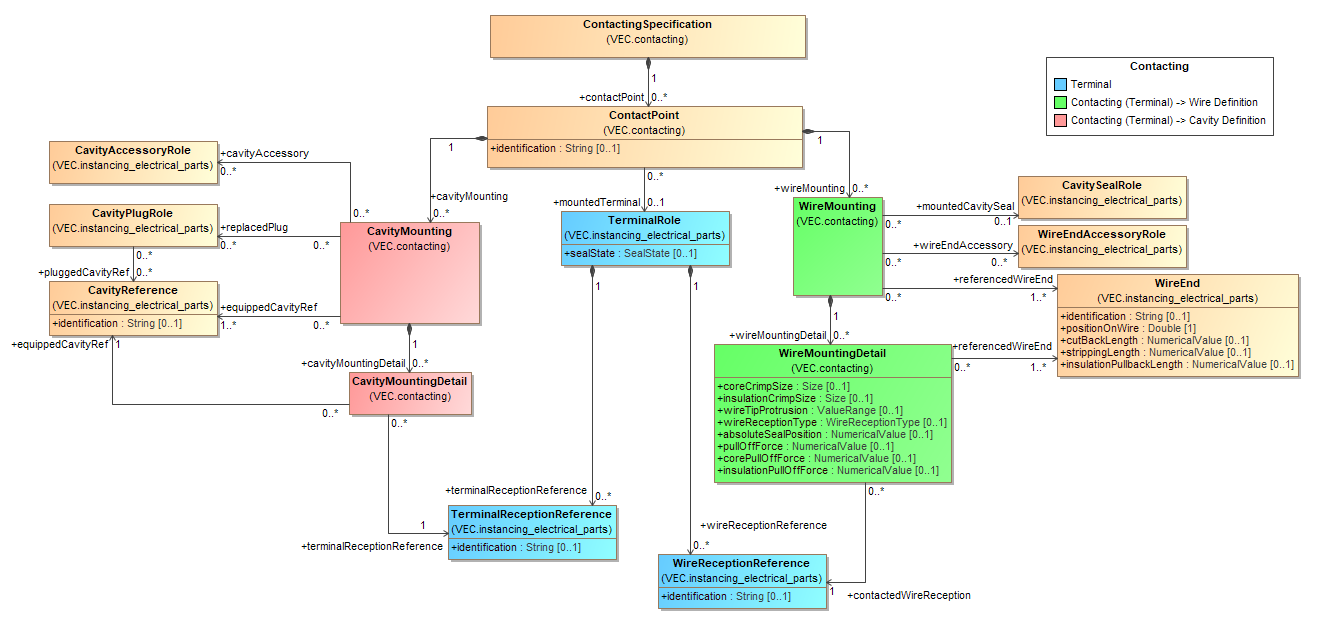 ContactingSpecification
(VEC.contacting)
1
+contactPoint 0..*
Contacting
Terminal
Contacting (Terminal) -> Wire Definition
Contacting (Terminal) -> Cavity Definition
ContactPoint
(VEC.contacting)
+identification : String [0..1]
1
1
0..*
+cavityMounting
0..*
+mountedTerminal 0..1
+wireMounting 0..*
CavityAccessoryRole
(VEC.instancing_electrical_parts)
+cavityAccessory
0..*
0..*
CavityPlugRole
(VEC.instancing_electrical_parts)
+replacedPlug
0..*
0..*
0..*
+pluggedCavityRef 0..*
CavityReference
(VEC.instancing_electrical_parts)
+identification : String [0..1]
+equippedCavityRef
1..*
0..*
+equippedCavityRef 1
CavityMounting
(VEC.contacting)
1
+cavityMountingDetail 0..*
CavityMountingDetail
(VEC.contacting)
0..*
0..*
TerminalRole
(VEC.instancing_electrical_parts)
+sealState : SealState [0..1]
1
1
WireMounting
(VEC.contacting)
+mountedCavitySeal
0..*
0..1
CavitySealRole
(VEC.instancing_electrical_parts)
+wireEndAccessory
0..*
0..*
WireEndAccessoryRole
(VEC.instancing_electrical_parts)
+referencedWireEnd
0..*
1..*
WireEnd
(VEC.instancing_electrical_parts)
+identification : String [0..1]
+positionOnWire : Double [1]
+cutBackLength : NumericalValue [0..1]
+strippingLength : NumericalValue [0..1]
+insulationPullbackLength : NumericalValue [0..1]
1
+wireMountingDetail 0..*
WireMountingDetail
(VEC.contacting)
+coreCrimpSize : Size [0..1]
+insulationCrimpSize : Size [0..1]
+wireTipProtrusion : ValueRange [0..1]
+wireReceptionType : WireReceptionType [0..1]
+absoluteSealPosition : NumericalValue [0..1]
+pullOffForce : NumericalValue [0..1]
+corePullOffForce : NumericalValue [0..1]
+insulationPullOffForce : NumericalValue [0..1]
+referencedWireEnd
0..*
1..*
0..*
+terminalReceptionReference 0..*
1
+terminalReceptionReference
TerminalReceptionReference
(VEC.instancing_electrical_parts)
+identification : String [0..1]
+wireReceptionReference
0..*
WireReceptionReference
(VEC.instancing_electrical_parts)
+identification : String [0..1]
1
+contactedWireReception